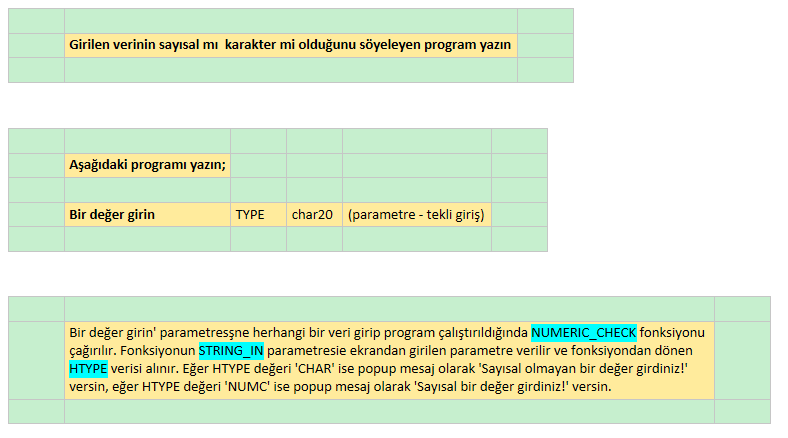 Girilen verinin sayısal mı  karakter mi olduğunu söyeleyen program yazın
Aşağıdaki programı yazın;
Bir değer girin TYPE char20 (parametre - tekli giriş)
Bir değer girin' parametresşne herhangi bir veri girip program çalıştırıldığında NUMERIC_CHECK fonksiyonu
çağırılır. Fonksiyonun STRING_IN parametresie ekrandan girilen parametre verilir ve fonksiyondan dönen
HTYPE verisi alınır. Eğer HTYPE değeri 'CHAR' ise popup mesaj olarak 'Sayısal olmayan bir değer girdiniz!'
versin, eğer HTYPE değeri 'NUMC' ise popup mesaj olarak 'Sayısal bir değer girdiniz!' versin.